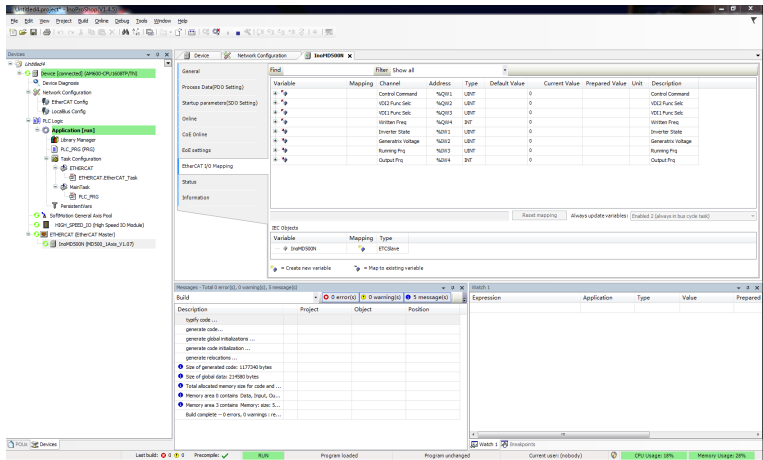 Untitled4.project* - InoProShop(V1.4.5)
File Edit View Project Build Online Debug Tools Window Help
Devices
Untitled4
Device [connected] (AM600-CPU1608TP/TN)
Device Diagnosis
Network Configuration
EtherCAT Config
LocalBus Config
PLC Logic
Application [run]
Library Manager
PLC_PRG (PRG)
Task Configuration
ETHERCAT
ETHERCAT.EtherCAT_Task
MainTask
PLC_PRG
PersistentVars
SoftMotion General Axis Pool
HIGH_SPEED_IO (High Speed IO Module)
ETHERCAT (EtherCAT Master)
InoMD500N (MD500_1Axis_V1.07)
POUs Devices
Device Network Configuration InoMD500N
General
Process Data(PDO Setting)
Startup parameters(SDO Setting)
Online
CoE Online
EoE settings
EtherCAT I/O Mapping
Status
Information
Find Filter Show all
Variable Mapping Channel Address Type Default Value Current Value Prepared Value Unit Description
Control Command %QW1 UINT 0 Control Command
VDI2 Func Selc %QW2 UINT 0 VDI2 Func Selc
VDI1 Func Selc %QW3 UINT 0 VDI1 Func Selc
Written Freq %QW4 INT 0 Written Freq
Inverter State %IW1 UINT 0 Inverter State
Generatrix Voltage %IW2 UINT 0 Generatrix Voltage
Running Frq %IW3 UINT 0 Running Frq
Output Frq %IW4 INT 0 Output Frq
Reset mapping Always update variables: Enabled 2 (always in bus cycle task)
IEC Objects
Variable Mapping Type
InoMD500N ETCSlave
= Create new variable = Map to existing variable
Messages - Total 0 error(s), 0 warning(s), 5 message(s)
Build 0 error(s) 0 warning(s) 5 message(s)
Description Project Object Position
typify code ...
generate code...
generate global initializations ...
generate code initialization ...
generate relocations ...
Size of generated code: 1177340 bytes
Size of global data: 214580 bytes
Total allocated memory size for code and ...
Memory area 0 contains Data, Input, Ou...
Memory area 3 contains Memory: size: 5...
Build complete -- 0 errors, 0 warnings : re...
Watch 1
Expression Application Type Value Prepared
Watch 1 Breakpoints
Last build: 0 0 Precompile: RUN Program loaded Program unchanged Current user: (nobody) CPU Usage: 18% Memory Usage: 28%